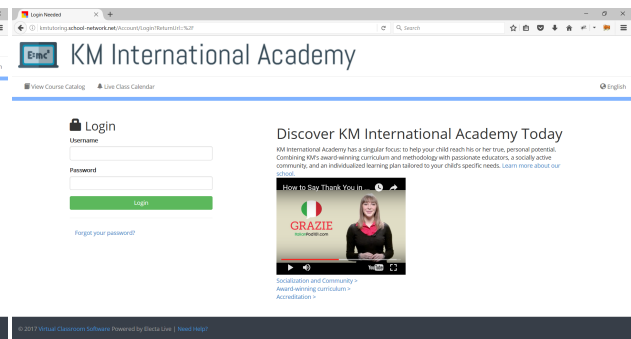 Login Needed
kmtutoring.school-network.net/Account/Login?ReturnUrl=%2F
Search
E=mc²
KM International Academy
View Course Catalog
Live Class Calendar
English
Login
Username
Password
Login
Forgot your password?
Discover KM International Academy Today
KM International Academy has a singular focus: to help your child reach his or her true, personal potential.
Combining KM's award-winning curriculum and methodology with passionate educators, a socially active
community, and an individualized learning plan tailored to your child's specific needs. Learn more about our
school.
How to Say Thank You in
GRAZIE
YouTube
Socialization and Community >
Award-winning curriculum >
Accreditation >
© 2017 Virtual Classroom Software Powered by Electa Live | Need Help?